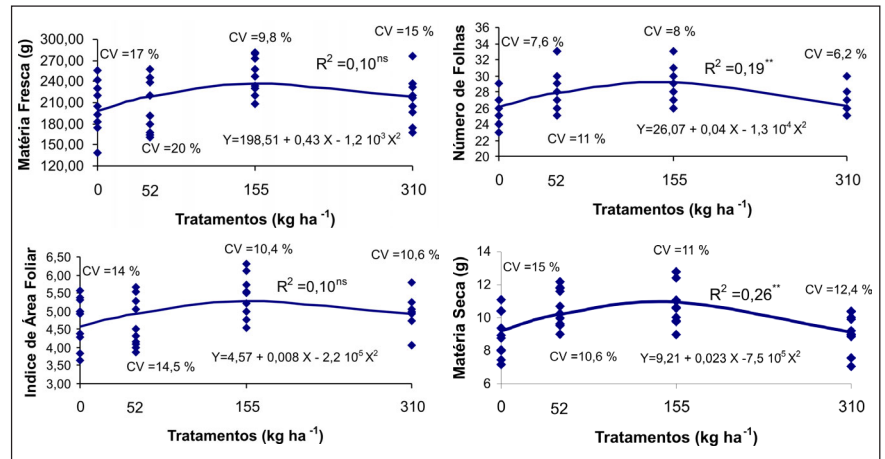 Matéria Fresca (g)
300,00
270,00
240,00
210,00
180,00
150,00
120,00
CV =17 %
CV =9,8 %
CV =15 %
R² =0,10ns
CV =20 %
Y=198,51 + 0,43 X - 1,2 10³X²
0 52 155 310
Tratamentos (kg ha -1)
Número de Folhas
36
34
32
30
28
26
24
22
20
CV =7,6 %
CV =8 %
CV =6,2 %
R² =0,19**
CV =11 %
Y=26,07 + 0,04 X - 1,3 10⁴ X²
0 52 155 310
Tratamentos (kg ha -1)
Indice de Área Foliar
6,50
6,00
5,50
5,00
4,50
4,00
3,50
3,00
CV =14 %
CV =10,4 %
CV =10,6 %
R² =0,10ns
CV =14,5 %
Y=4,57 + 0,008 X - 2,2 10⁵X²
0 52 155 310
Tratamentos (kg ha -1)
Matéria Seca (g)
14
12
10
8
6
CV =15 %
CV =11 %
CV =12,4 %
R² =0,26**
CV =10,6 %
Y=9,21 + 0,023 X -7,5 10⁵ X²
0 52 155 310
Tratamentos (kg ha -1)